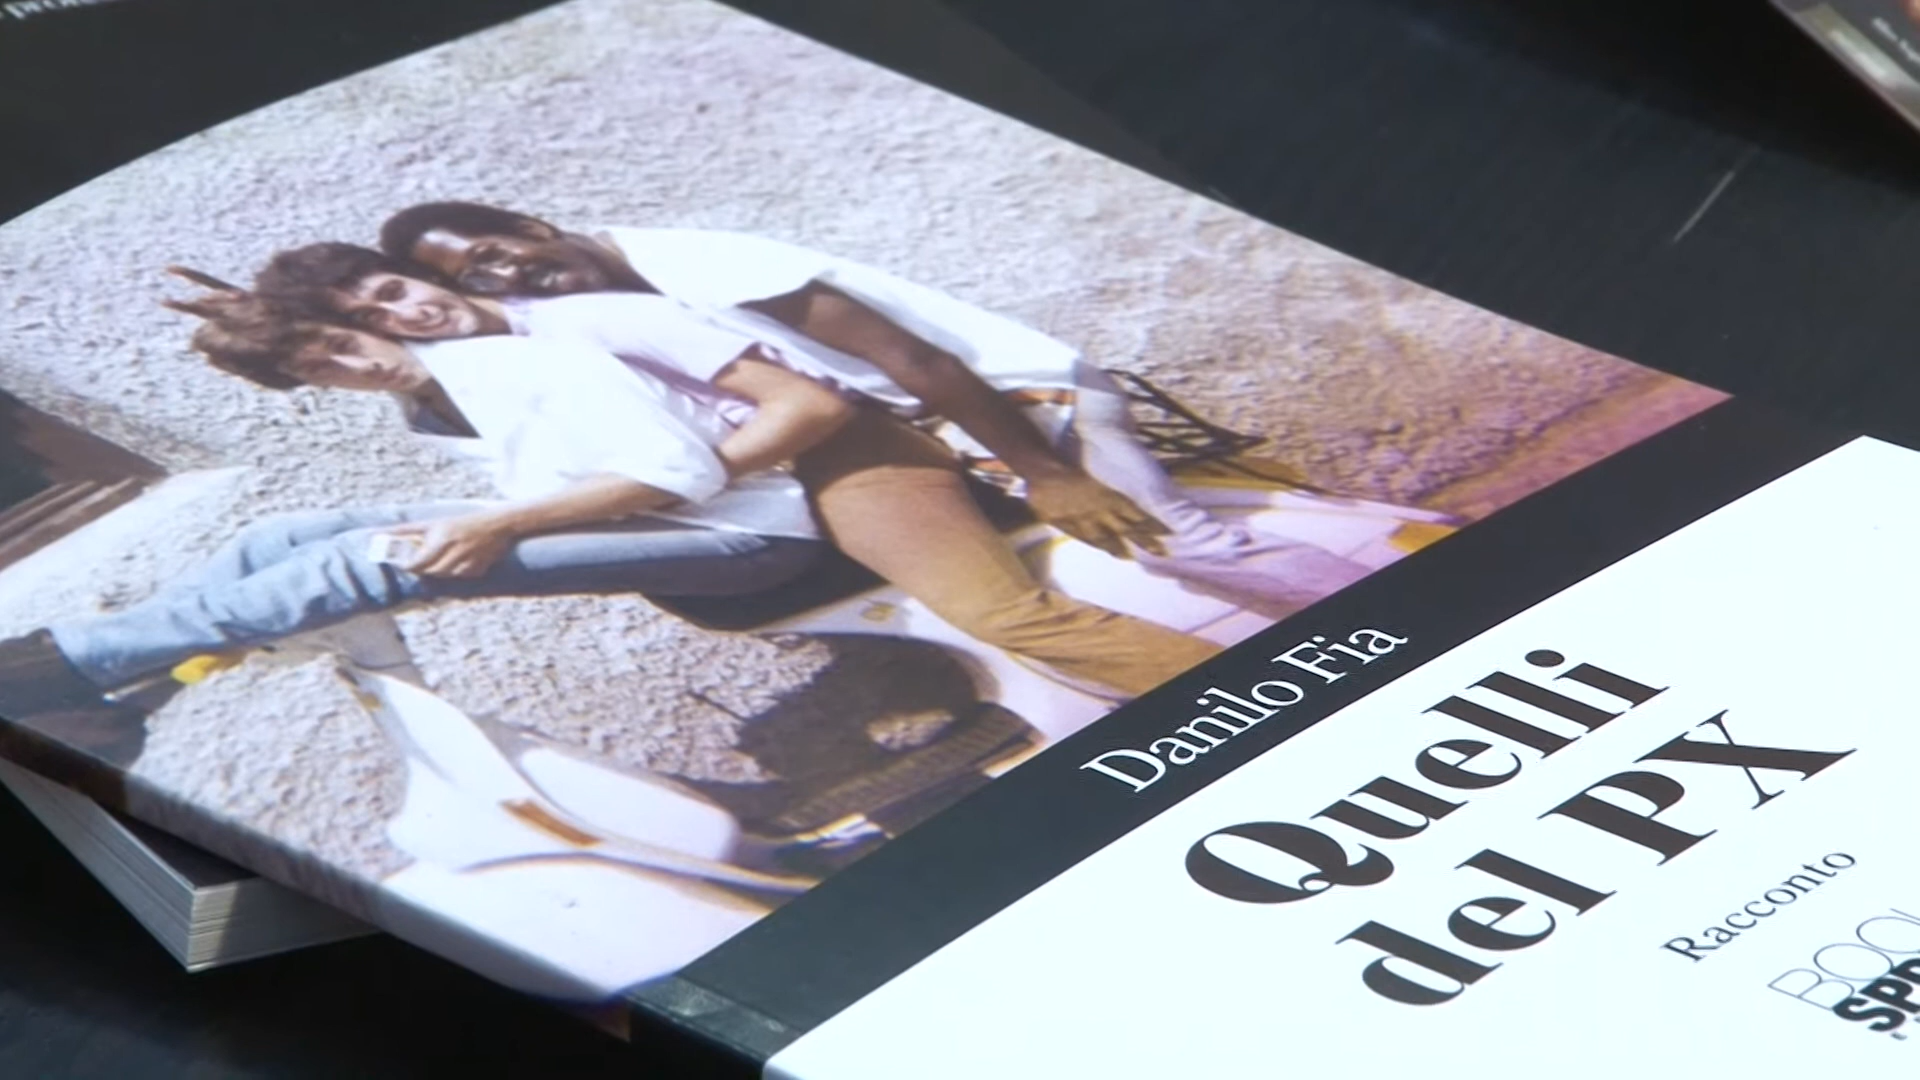 Danilo Fia
Quelli
del PX
Racconto